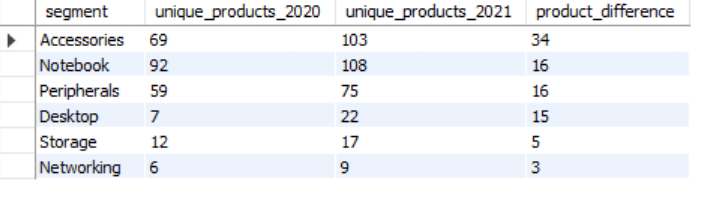 segment unique_products_2020 unique_products_2021 product_difference
Accessories 69 103 34
Notebook 92 108 16
Peripherals 59 75 16
Desktop 7 22 15
Storage 12 17 5
Networking 6 9 3